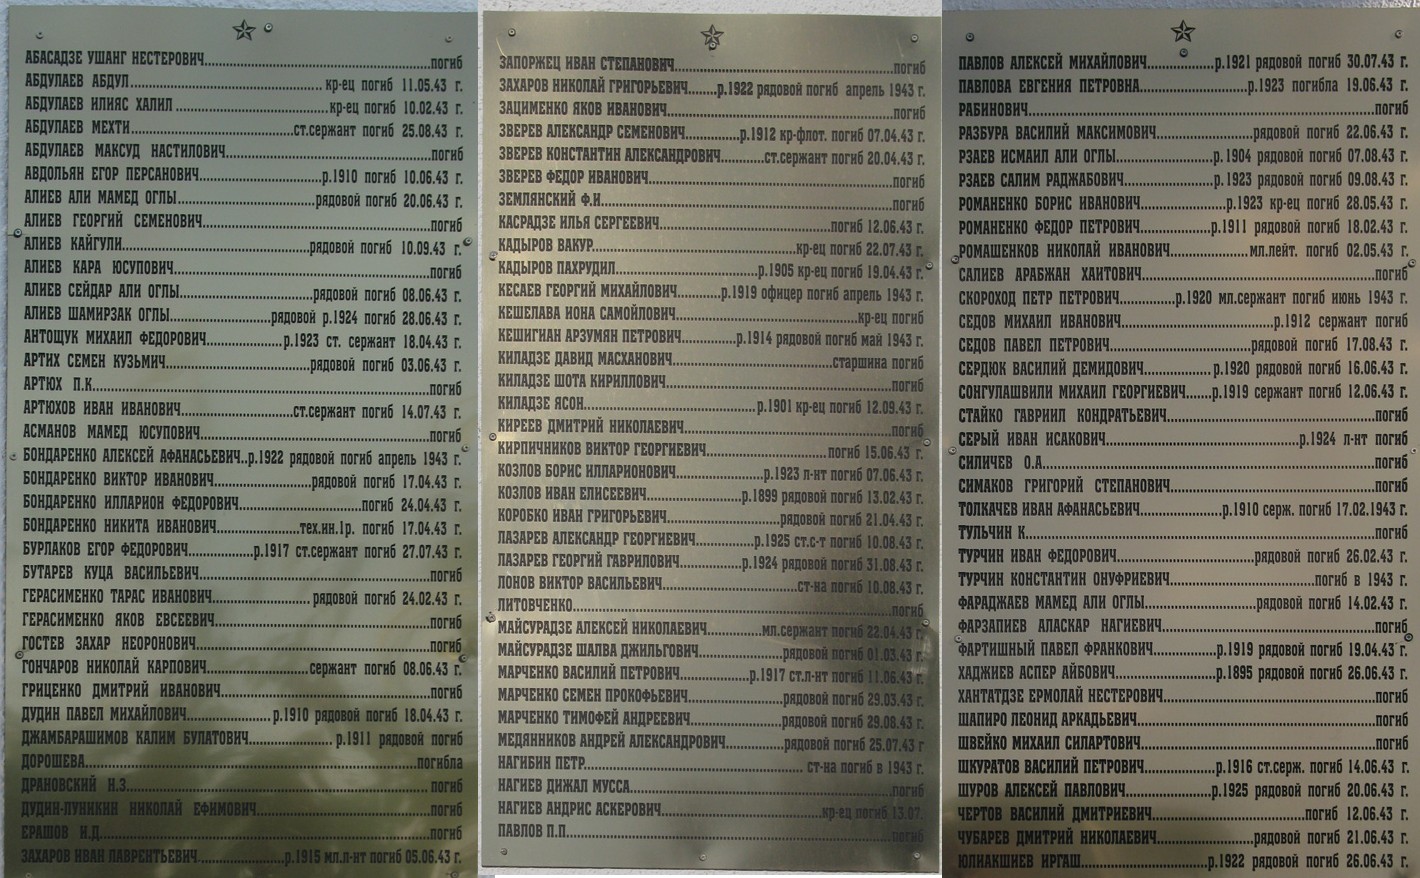 АБАСАДЗЕ УШАНГ НЕСТЕРОВИЧ........погиб
АБДУЛАЕВ АБДУЛ........кр-ец погиб 11.05.43 г.
АБДУЛАЕВ ИЛИЯС ХАЛИЛ........кр-ец погиб 10.02.43 г.
АБДУЛАЕВ МЕХТИ........ст.сержант погиб 25.08.43 г.
АБДУЛАЕВ МАКСУД НАСТИЛОВИЧ........погиб
АВДОЛЬЯН ЕГОР ПЕРСАНОВИЧ........р.1910 погиб 10.06.43 г.
АЛИЕВ АЛИ МАМЕД ОГЛЫ........рядовой погиб 20.06.43 г.
АЛИЕВ ГЕОРГИЙ СЕМЕНОВИЧ........погиб
АЛИЕВ КАЙГУЛИ........рядовой погиб 10.09.43 г.
АЛИЕВ КАРА ЮСУПОВИЧ........погиб
АЛИЕВ СЕЙДАР АЛИ ОГЛЫ........рядовой погиб 08.06.43 г.
АЛИЕВ ШАМИРЗАК ОГЛЫ........рядовой р.1924 погиб 28.06.43 г.
АНТОЩУК МИХАИЛ ФЕДОРОВИЧ........р.1923 ст. сержант 18.04.43 г.
АРТИХ СЕМЕН КУЗЬМИЧ........рядовой погиб 03.06.43 г.
АРТЮХ П.К........погиб
АРТЮХОВ ИВАН ИВАНОВИЧ........ст.сержант погиб 14.07.43 г.
АСМАНОВ МАМЕД ЮСУПОВИЧ........погиб
БОНДАРЕНКО АЛЕКСЕЙ АФАНАСЬЕВИЧ..р.1922 рядовой погиб апрель 1943 г.
БОНДАРЕНКО ВИКТОР ИВАНОВИЧ........рядовой погиб 17.04.43 г.
БОНДАРЕНКО ИЛЛАРИОН ФЕДОРОВИЧ........погиб 24.04.43 г.
БОНДАРЕНКО НИКИТА ИВАНОВИЧ........тех.ин.1р. погиб 17.04.43 г.
БУРЛАКОВ ЕГОР ФЕДОРОВИЧ........р.1917 ст.сержант погиб 27.07.43 г.
БУТАРЕВ КУЦА ВАСИЛЬЕВИЧ........погиб
ГЕРАСИМЕНКО ТАРАС ИВАНОВИЧ........рядовой погиб 24.02.43 г.
ГЕРАСИМЕНКО ЯКОВ ЕВСЕЕВИЧ........погиб
ГОСТЕВ ЗАХАР НЕОРОНОВИЧ........погиб
ГОНЧАРОВ НИКОЛАЙ КАРПОВИЧ........сержант погиб 08.06.43 г.
ГРИЦЕНКО ДМИТРИЙ ИВАНОВИЧ........погиб
ДУДИН ПАВЕЛ МИХАЙЛОВИЧ........р.1910 рядовой погиб 18.04.43 г.
ДЖАМБАРАШИМОВ КАЛИМ БУЛАТОВИЧ........р.1911 рядовой погиб
ДОРОШЕВА........погибла
ДРАНОВСКИЙ Н.З........погиб
ДУДИН-ЛУНИКИН НИКОЛАЙ ЕФИМОВИЧ........погиб
ЕРАШОВ И.Д........погиб
ЗАХАРОВ ИВАН ЛАВРЕНТЬЕВИЧ........р.1915 мл.л-нт погиб 05.06.43 г.
ЗАПОРЖЕЦ ИВАН СТЕПАНОВИЧ........погиб
ЗАХАРОВ НИКОЛАЙ ГРИГОРЬЕВИЧ.......р.1922 рядовой погиб апрель 1943 г.
ЗАЦИМЕНКО ЯКОВ ИВАНОВИЧ........погиб
ЗВЕРЕВ АЛЕКСАНДР СЕМЕНОВИЧ........р.1912 кр-флот. погиб 07.04.43 г.
ЗВЕРЕВ КОНСТАНТИН АЛЕКСАНДРОВИЧ........ст.сержант погиб 20.04.43 г.
ЗВЕРЕВ ФЕДОР ИВАНОВИЧ........погиб
ЗЕМЛЯНСКИЙ Ф.И........погиб
КАСРАДЗЕ ИЛЬЯ СЕРГЕЕВИЧ........погиб 12.06.43 г.
КАДЫРОВ ВАКУР........кр-ец погиб 22.07.43 г.
КАДЫРОВ ПАХРУДИЛ........р.1905 кр-ец погиб 19.04.43 г.
КЕСАЕВ ГЕОРГИЙ МИХАЙЛОВИЧ........р.1919 офицер погиб апрель 1943 г.
КЕШЕЛАВА ИОНА САМОЙЛОВИЧ........кр-ец погиб
КЕШИГИАН АРЗУМЯН ПЕТРОВИЧ........р.1914 рядовой погиб май 1943 г.
КИЛАДЗЕ ДАВИД МАСХАНОВИЧ........старшина погиб
КИЛАДЗЕ ШОТА КИРИЛЛОВИЧ........погиб
КИЛАДЗЕ ЯСОН........р.1901 кр-ец погиб 12.09.43 г.
КИРЕЕВ ДМИТРИЙ НИКОЛАЕВИЧ........погиб
КИРПИЧНИКОВ ВИКТОР ГЕОРГИЕВИЧ........погиб 15.06.43 г.
КОЗЛОВ БОРИС ИЛЛАРИОНОВИЧ........р.1923 л-нт погиб 07.06.43 г.
КОЗЛОВ ИВАН ЕЛИСЕЕВИЧ........р.1899 рядовой погиб 13.02.43 г.
КОРОБКО ИВАН ГРИГОРЬЕВИЧ........рядовой погиб 21.04.43 г.
ЛАЗАРЕВ АЛЕКСАНДР ГЕОРГИЕВИЧ........р.1925 ст.с-т погиб 10.08.43 г.
ЛАЗАРЕВ ГЕОРГИЙ ГАВРИЛОВИЧ........р.1924 рядовой погиб 31.08.43 г.
ЛОНОВ ВИКТОР ВАСИЛЬЕВИЧ........ст-на погиб 10.08.43 г.
ЛИТОВЧЕНКО........погиб
МАЙСУРАДЗЕ АЛЕКСЕЙ НИКОЛАЕВИЧ........мл.сержант погиб 22.04.43 г.
МАЙСУРАДЗЕ ШАЛВА ДЖИЛЬГОВИЧ........рядовой погиб 01.03.43 г.
МАРЧЕНКО ВАСИЛИЙ ПЕТРОВИЧ........р.1917 ст.л-нт погиб 11.06.43 г.
МАРЧЕНКО СЕМЕН ПРОКОФЬЕВИЧ........рядовой погиб 29.03.43 г.
МАРЧЕНКО ТИМОФЕЙ АНДРЕЕВИЧ........рядовой погиб 29.08.43 г.
МЕДЯННИКОВ АНДРЕЙ АЛЕКСАНДРОВИЧ........рядовой погиб 25.07.43 г
НАГИБИН ПЕТР........ст-на погиб в 1943 г.
НАГИЕВ ДИЖАЛ МУССА........погиб
НАГИЕВ АНДРИС АСКЕРОВИЧ........кр-ец погиб 13.07.
ПАВЛОВ П.П........погиб
ПАВЛОВ АЛЕКСЕЙ МИХАЙЛОВИЧ........р.1921 рядовой погиб 30.07.43 г.
ПАВЛОВА ЕВГЕНИЯ ПЕТРОВНА........р.1923 погибла 19.06.43 г.
РАБИНОВИЧ........погиб
РАЗБУРА ВАСИЛИЙ МАКСИМОВИЧ........рядовой погиб 22.06.43 г.
РЗАЕВ ИСМАИЛ АЛИ ОГЛЫ........р.1904 рядовой погиб 07.08.43 г.
РЗАЕВ САЛИМ РАДЖАБОВИЧ........р.1923 рядовой погиб 09.08.43 г.
РОМАНЕНКО БОРИС ИВАНОВИЧ........р.1923 кр-ец погиб 28.05.43 г.
РОМАНЕНКО ФЕДОР ПЕТРОВИЧ........р.1911 рядовой погиб 18.02.43 г.
РОМАШЕНКОВ НИКОЛАЙ ИВАНОВИЧ........мл.лейт. погиб 02.05.43 г.
САЛИЕВ АРАБЖАН ХАИТОВИЧ........погиб
СКОРОХОД ПЕТР ПЕТРОВИЧ........р.1920 мл.сержант погиб июнь 1943 г.
СЕДОВ МИХАИЛ ИВАНОВИЧ........р.1912 сержант погиб
СЕДОВ ПАВЕЛ ПЕТРОВИЧ........рядовой погиб 17.08.43 г.
СЕРДЮК ВАСИЛИЙ ДЕМИДОВИЧ........р.1920 рядовой погиб 16.06.43 г.
СОНГУЛАШВИЛИ МИХАИЛ ГЕОРГИЕВИЧ.......р.1919 сержант погиб 12.06.43 г.
СТАЙКО ГАВРИИЛ КОНДРАТЬЕВИЧ........погиб
СЕРЫЙ ИВАН ИСАКОВИЧ........р.1924 л-нт погиб
СИЛИЧЕВ О.А........погиб
СИМАКОВ ГРИГОРИЙ СТЕПАНОВИЧ........погиб
ТОЛКАЧЕВ ИВАН АФАНАСЬЕВИЧ........р.1910 серж. погиб 17.02.1943 г.
ТУЛЬЧИН К........погиб
ТУРЧИН ИВАН ФЕДОРОВИЧ........рядовой погиб 26.02.43 г.
ТУРЧИН КОНСТАНТИН ОНУФРИЕВИЧ........погиб в 1943 г.
ФАРАДЖАЕВ МАМЕД АЛИ ОГЛЫ........рядовой погиб 14.02.43 г.
ФАРЗАПИЕВ АЛАСКАР НАГИЕВИЧ........погиб
ФАРТИШНЫЙ ПАВЕЛ ФРАНКОВИЧ........р.1919 рядовой погиб 19.04.43 г.
ХАДЖИЕВ АСПЕР АЙБОВИЧ........р.1895 рядовой погиб 26.06.43 г.
ХАНТАТДЗЕ ЕРМОЛАЙ НЕСТЕРОВИЧ........погиб
ШАПИРО ЛЕОНИД АРКАДЬЕВИЧ........погиб
ШВЕЙКО МИХАИЛ СИЛАРТОВИЧ........погиб
ШКУРАТОВ ВАСИЛИЙ ПЕТРОВИЧ........р.1916 ст.серж. погиб 14.06.43 г.
ШУРОВ АЛЕКСЕЙ ПАВЛОВИЧ........р.1925 рядовой погиб 20.06.43 г.
ЧЕРТОВ ВАСИЛИЙ ДМИТРИЕВИЧ........погиб 12.06.43 г.
ЧУБАРЕВ ДМИТРИЙ НИКОЛАЕВИЧ........рядовой погиб 21.06.43 г.
ЮЛИАКШИЕВ ИРГАШ........р.1922 рядовой погиб 26.06.43 г.